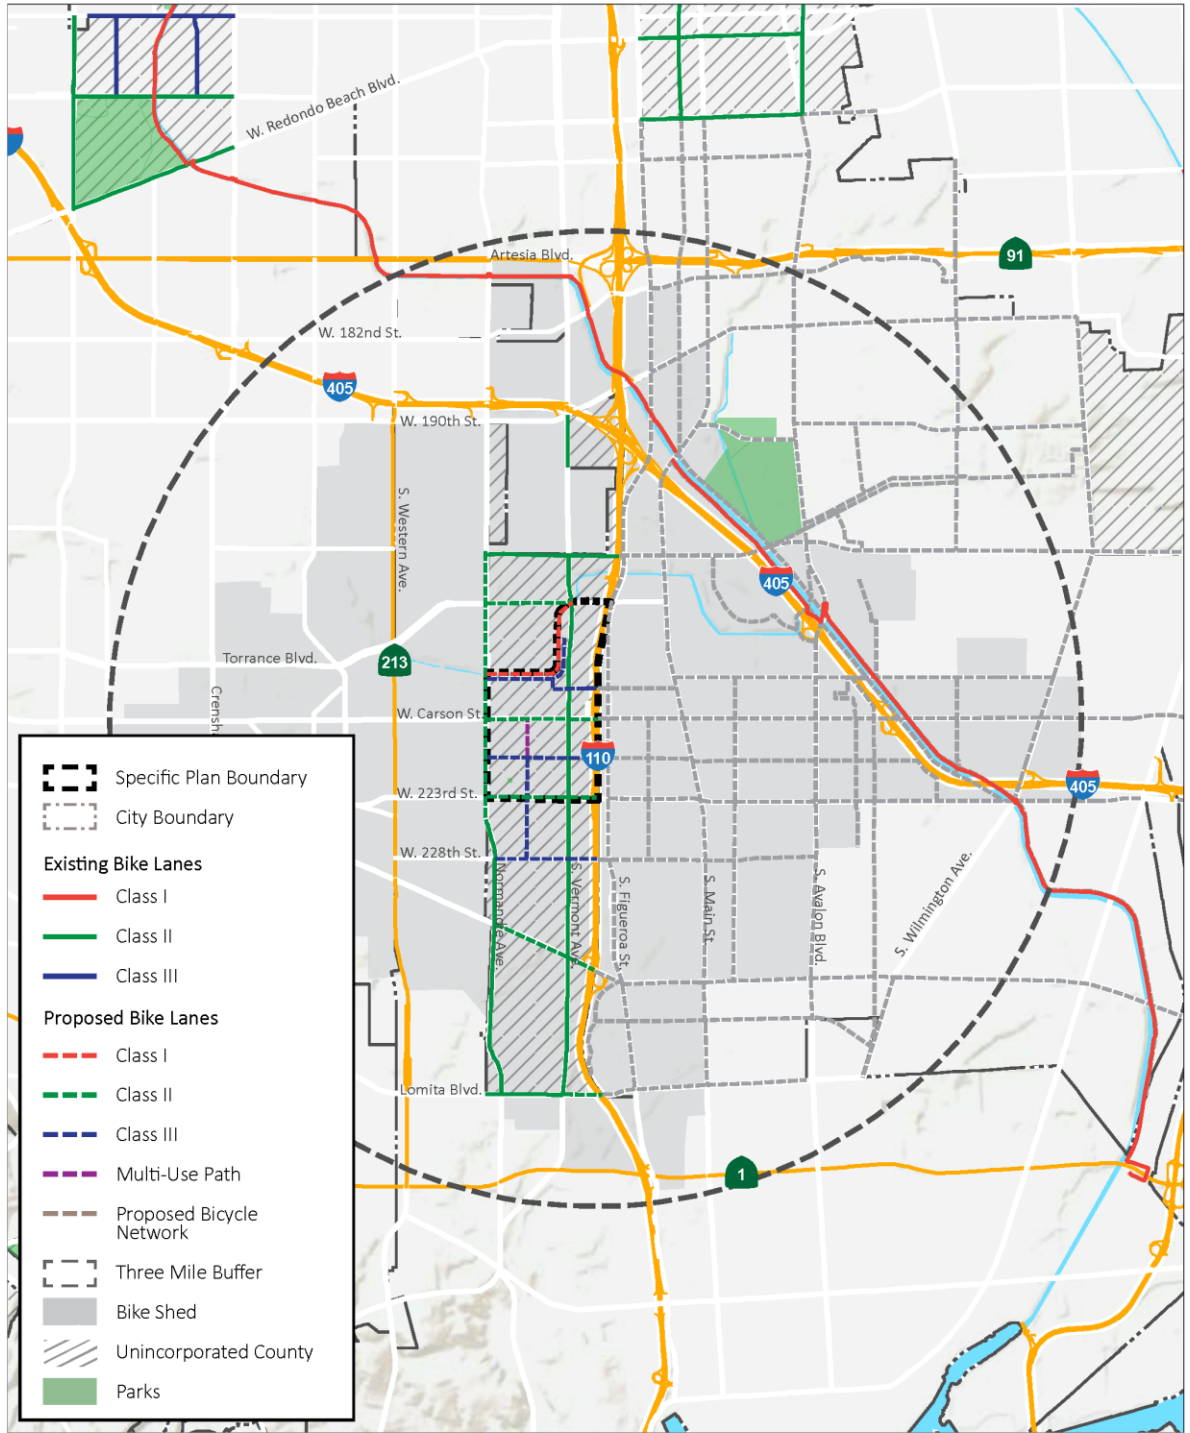 W. Redondo Beach Blvd.
Artesia Blvd.
91
W. 182nd St.
405
W. 190th St.
S. Western Ave.
405
Torrance Blvd.
213
Crensh
W. Carson St.
110
405
W. 223rd St.
W. 228th St.
Normandie Ave.
S. Vermont Ave.
S. Figueroa St.
S. Main St.
S. Avalon Blvd.
S. Wilmington Ave.
Lomita Blvd.
1
Specific Plan Boundary
City Boundary
Existing Bike Lanes
Class I
Class II
Class III
Proposed Bike Lanes
Class I
Class II
Class III
Multi-Use Path
Proposed Bicycle
Network
Three Mile Buffer
Bike Shed
Unincorporated County
Parks